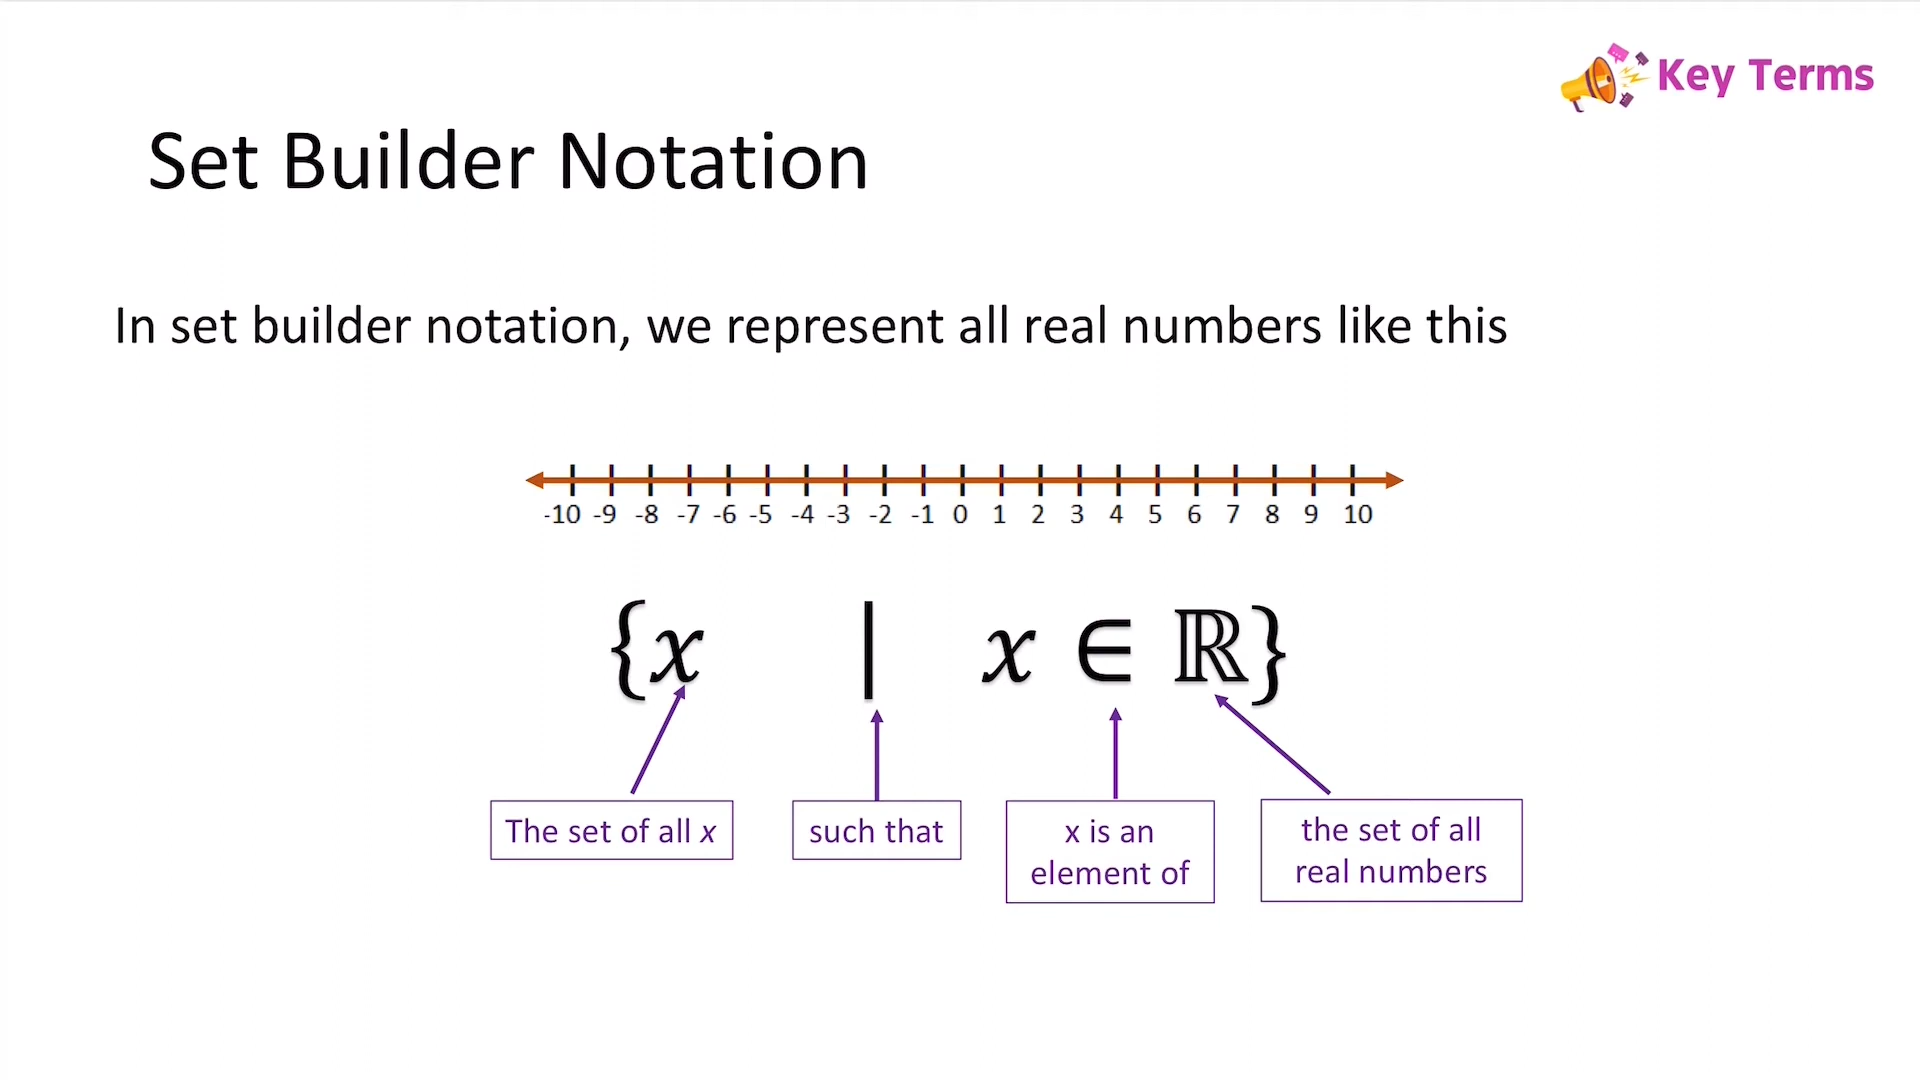 Key Terms
Set Builder Notation
In set builder notation, we represent all real numbers like this
-10 -9 -8 -7 -6 -5 -4 -3 -2 -1 0 1 2 3 4 5 6 7 8 9 10
{x | x ∈ ℝ}
The set of all x
such that
x is an
element of
the set of all
real numbers